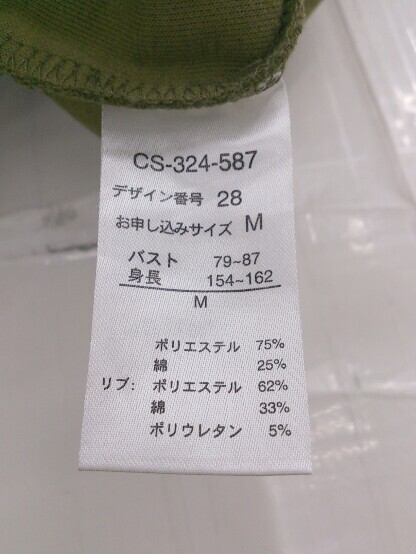 CS-324-587
デザイン番号 28
お申し込みサイズ M
バスト 79~87
身長 154~162
M
ポリエステル 75%
綿 25%
リブ: ポリエステル 62%
綿 33%
ポリウレタン 5%